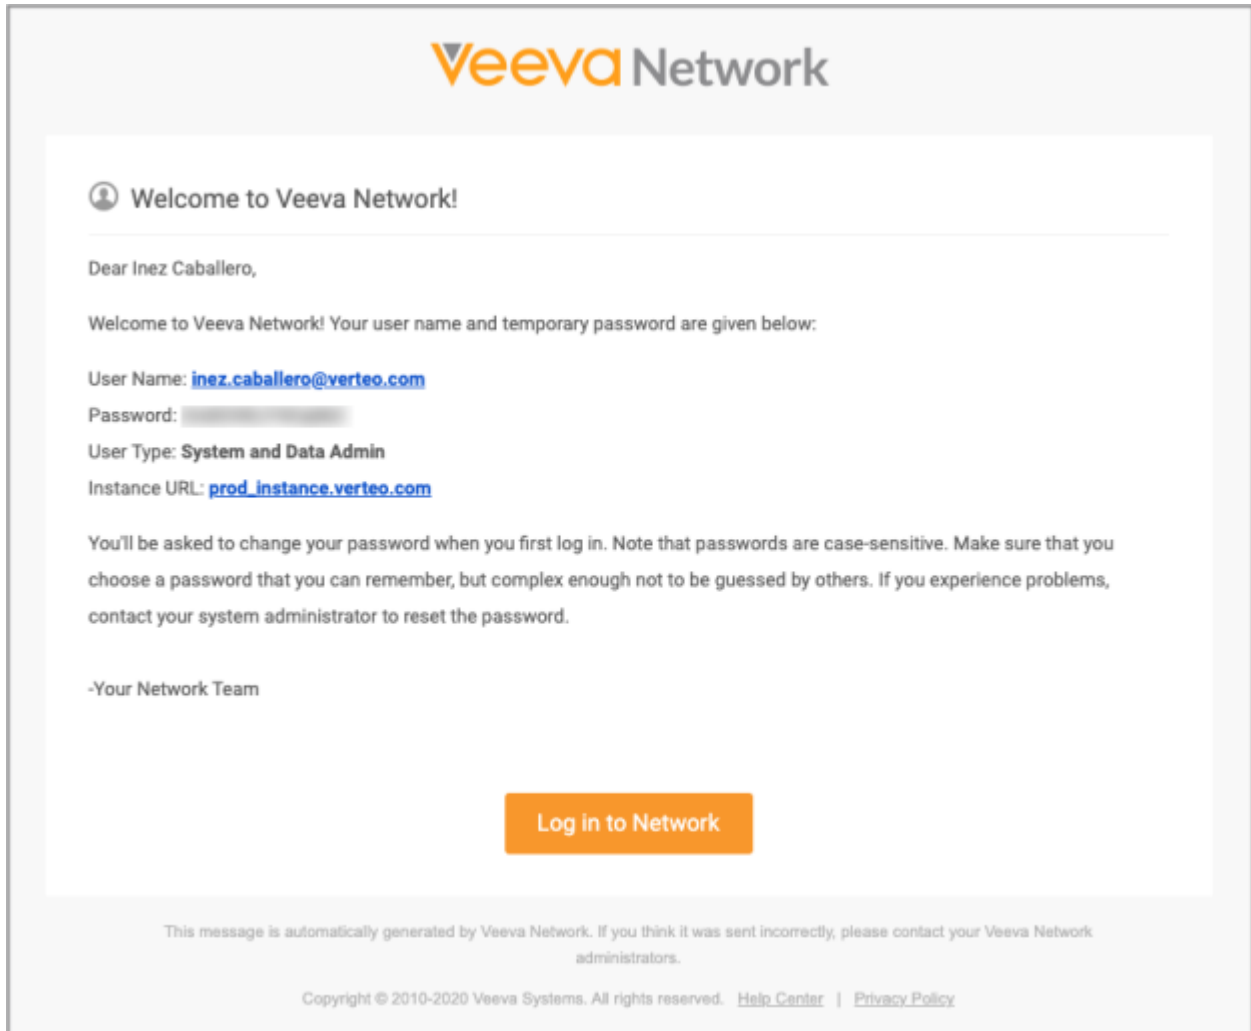 Veeva Network
Welcome to Veeva Network!
Dear Inez Caballero,
Welcome to Veeva Network! Your user name and temporary password are given below:
User Name: inez.caballero@verteo.com
Password:
User Type: System and Data Admin
Instance URL: prod_instance.verteo.com
You'll be asked to change your password when you first log in. Note that passwords are case-sensitive. Make sure that you
choose a password that you can remember, but complex enough not to be guessed by others. If you experience problems,
contact your system administrator to reset the password.
-Your Network Team
Log in to Network
This message is automatically generated by Veeva Network. If you think it was sent incorrectly, please contact your Veeva Network
administrators.
Copyright © 2010-2020 Veeva Systems. All rights reserved. Help Center | Privacy Policy